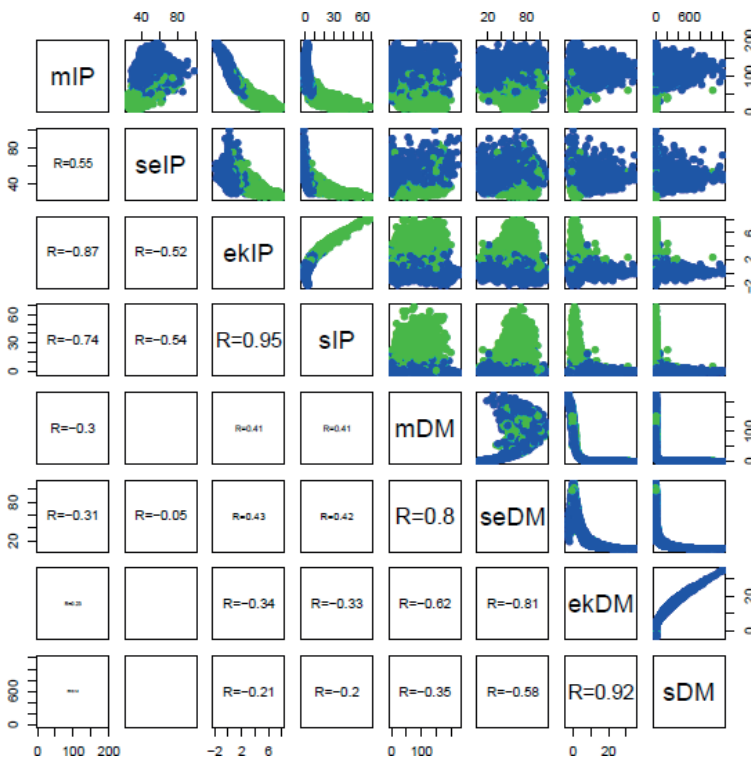 40 80 0 30 60 20 60 100 0 600
mIP 0 100 200
40 80 R=0.55 seIP
R=−0.87 R=−0.52 ekIP −2 2 6
0 30 60 R=−0.74 R=−0.54 R=0.95 sIP
R=−0.3 R=0.41 R=0.41 mDM 0 100
20 80 R=−0.31 R=−0.05 R=0.43 R=0.42 R=0.8 seDM
R=−0.34 R=−0.33 R=−0.62 R=−0.81 ekDM 0 20
0 600 R=−0.21 R=−0.2 R=−0.35 R=−0.58 R=0.92 sDM
0 100 200 −2 2 6 0 100 0 20